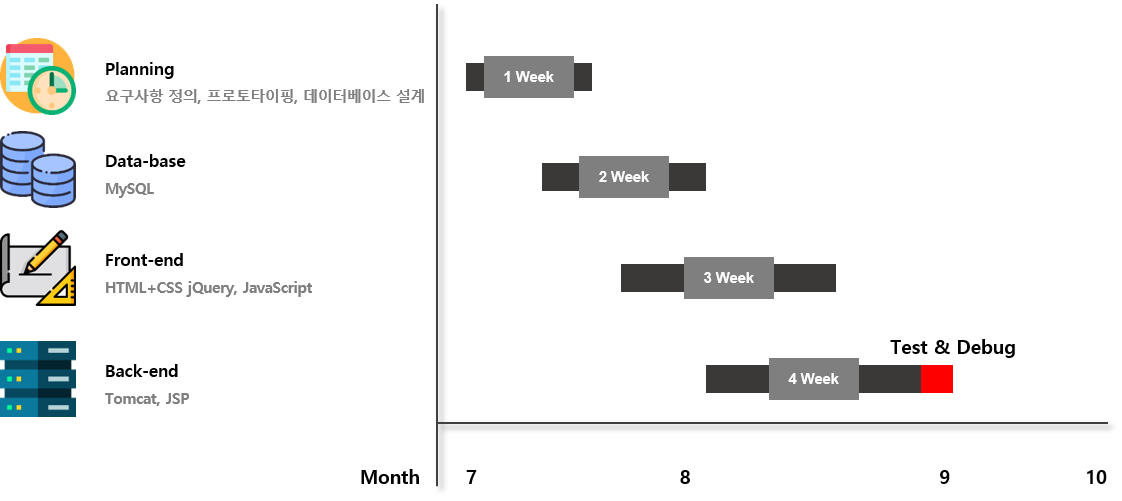 Planning
요구사항 정의, 프로토타이핑, 데이터베이스 설계
1 Week
Data-base
MySQL
2 Week
Front-end
HTML+CSS jQuery, JavaScript
3 Week
Test & Debug
Back-end
Tomcat, JSP
4 Week
Month 7 8 9 10